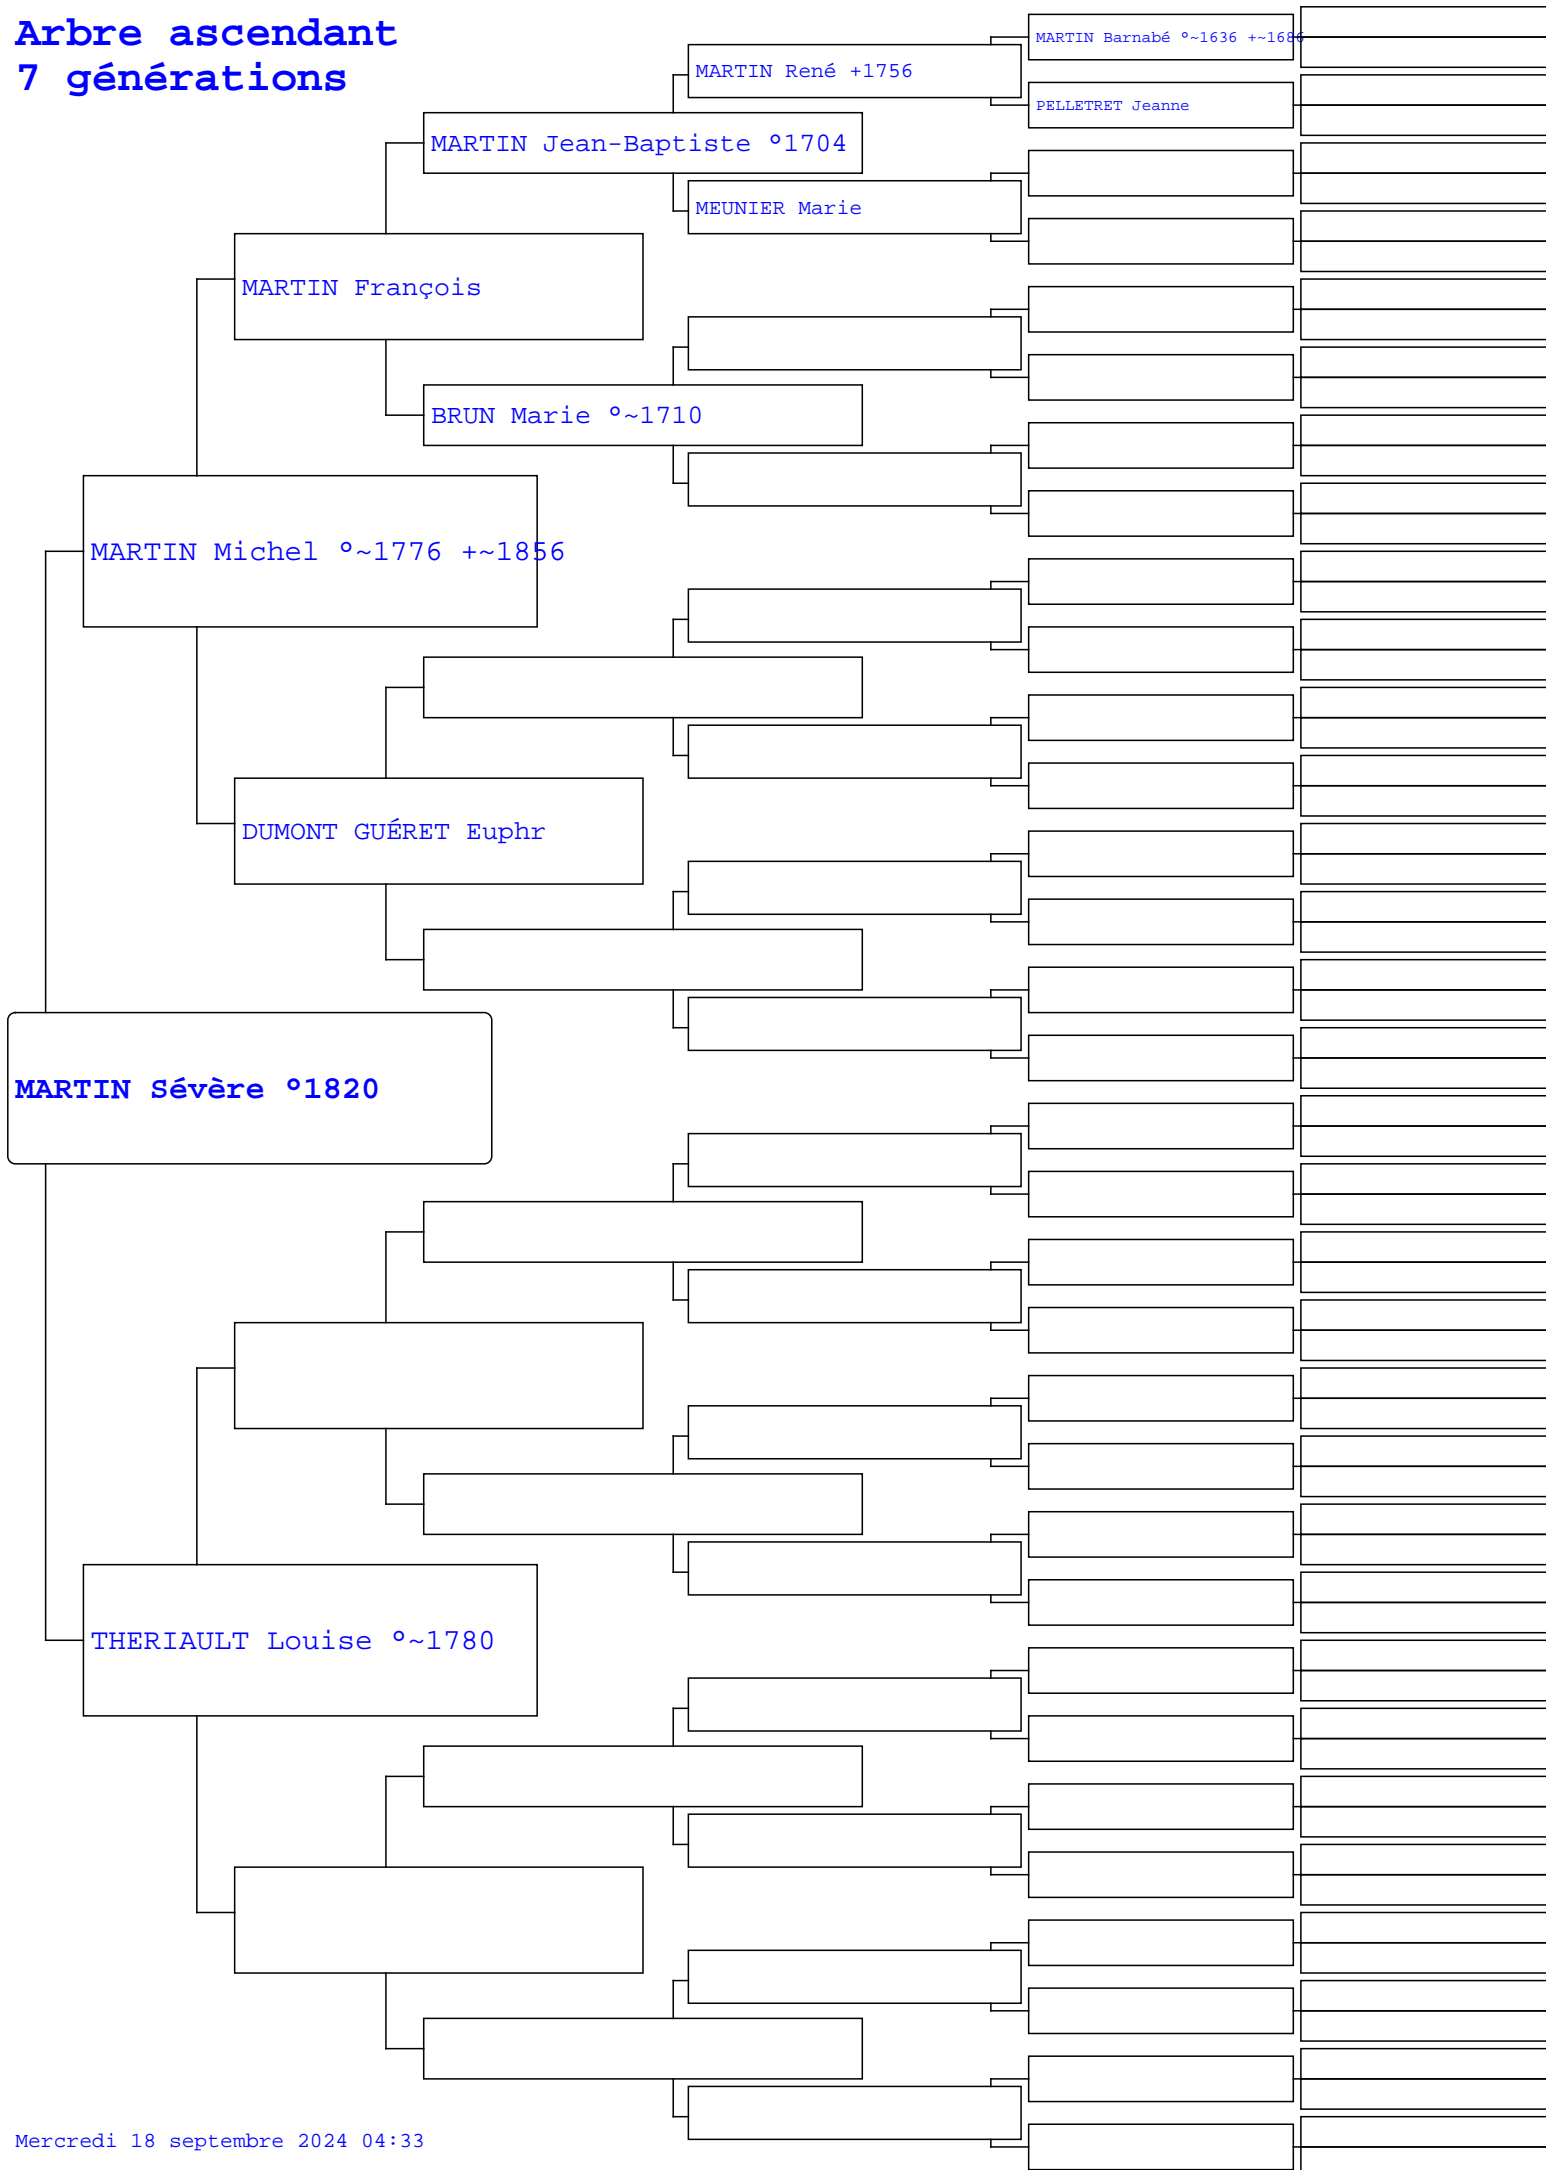 Arbre ascendant
7 générations
MARTIN Barnabé °~1636 +~1686
MARTIN René +1756
PELLETRET Jeanne
MARTIN Jean-Baptiste °1704
MEUNIER Marie
MARTIN François
BRUN Marie °~1710
MARTIN Michel °~1776 +~1856
DUMONT GUÉRET Euphr
MARTIN Sévère °1820
THERIAULT Louise °~1780
Mercredi 18 septembre 2024 04:33